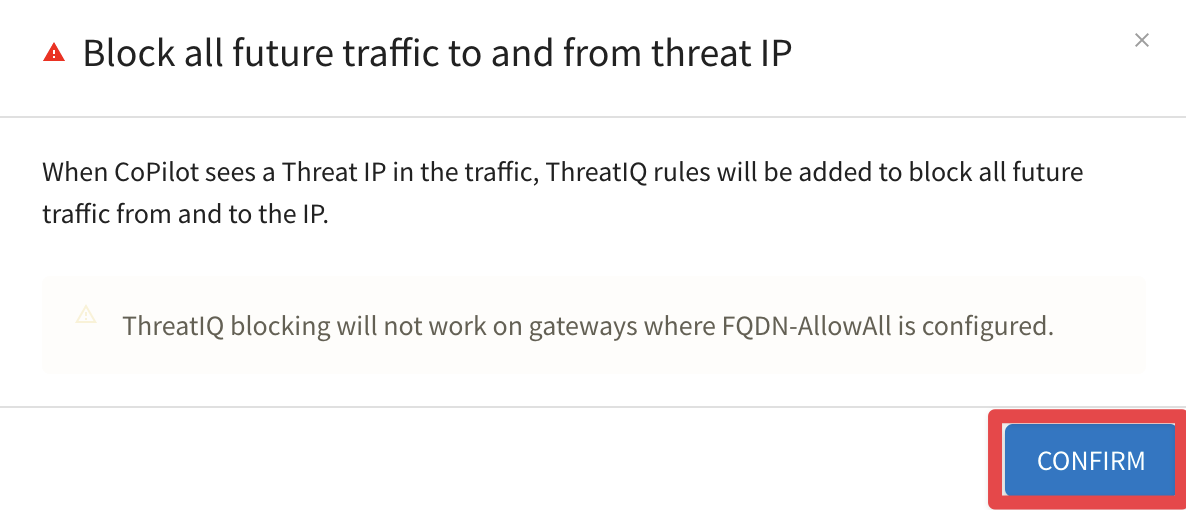 Block all future traffic to and from threat IP
When CoPilot sees a Threat IP in the traffic, ThreatIQ rules will be added to block all future
traffic from and to the IP.
ThreatIQ blocking will not work on gateways where FQDN-AllowAll is configured.
CONFIRM